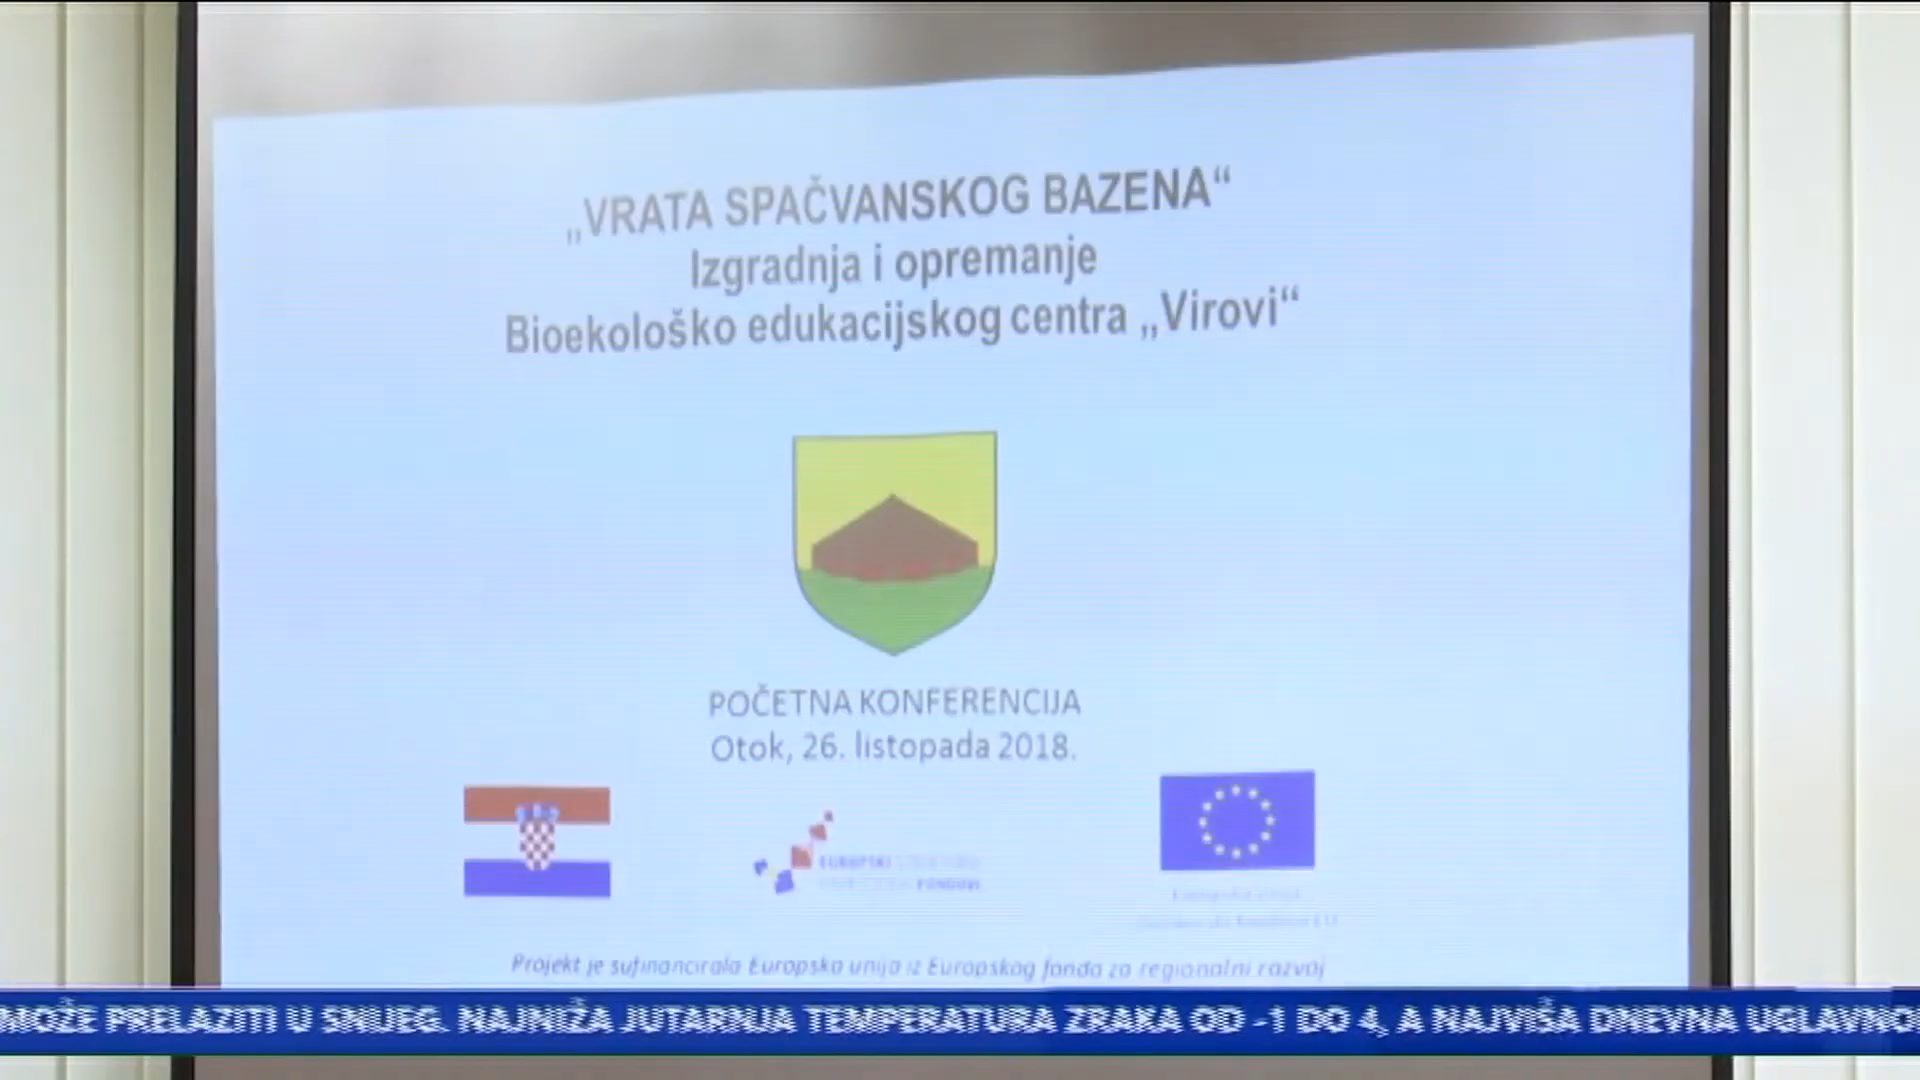 „VRATA SPAČVANSKOG BAZENA“
Izgradnja i opremanje
Bioekološko edukacijskog centra „Virovi“
POČETNA KONFERENCIJA
Otok, 26. listopada 2018.
EUROPSKI
FONDOVI
Projekt je sufinancirala Europska unija iz Europskog fonda za regionalni razvoj
MOŽE PRELAZITI U SNIJEG. NAJNIŽA JUTARNJA TEMPERATURA ZRAKA OD -1 DO 4, A NAJVIŠA DNEVNA UGLAVNO